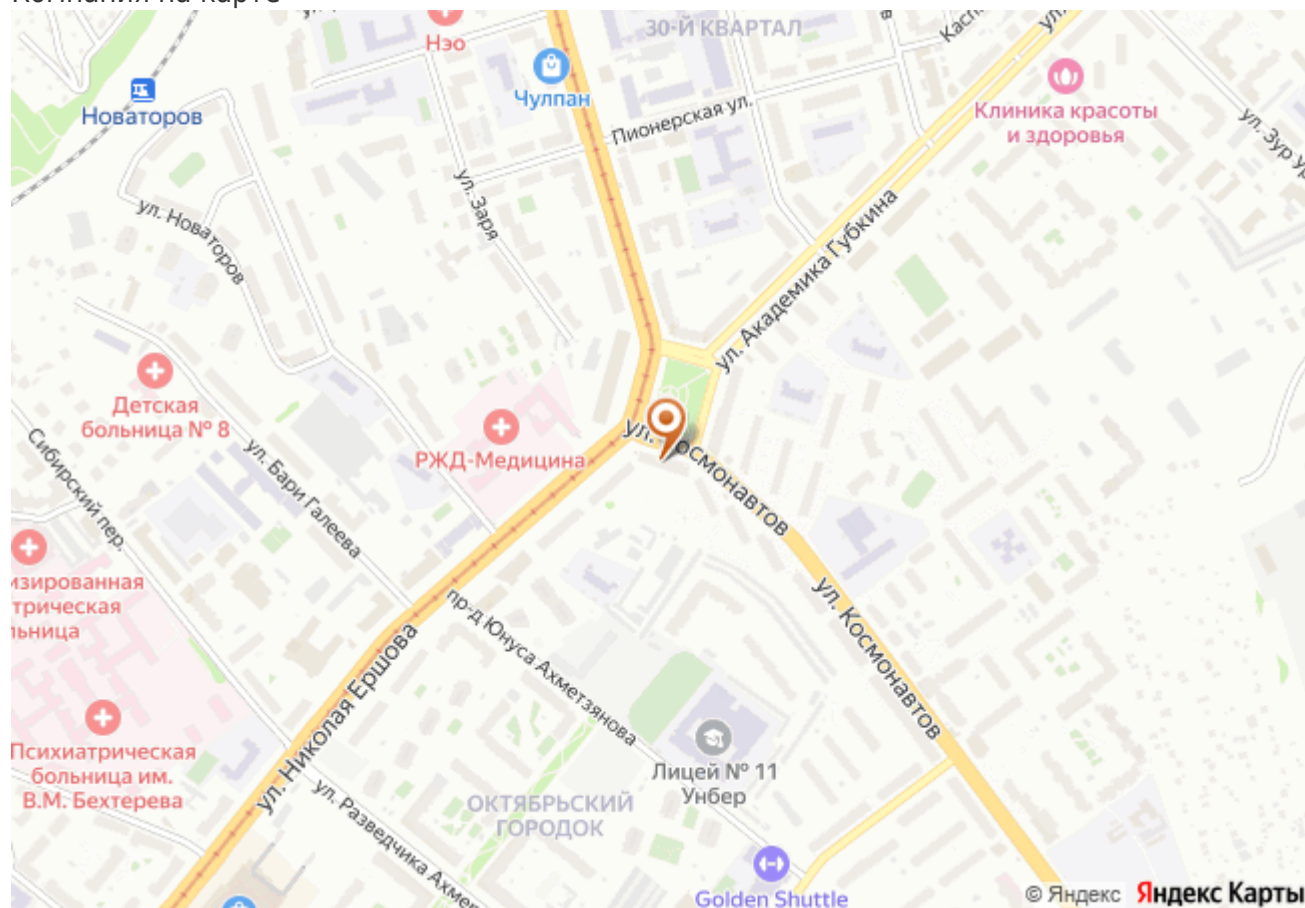 30-Й КВАРТАЛ
Нэо
Чулпан
Новаторов
Пионерская ул.
Клиника красоты
и здоровья
ул. Заря
ул. Новаторов
ул. Академика Губкина
Детская
больница № 8
РЖД-Медицина
ул. Космонавтов
Сибирский пер.
ул. Бари Галеева
пр-д Юнуса Ахметзянова
ул. Космонавтов
ул. Николая Ершова
Психиатрическая
больница им.
В.М. Бехтерева
Лицей № 11
Унбер
ОКТЯБРЬСКИЙ
ГОРОДОК
ул. Разведчика
Golden Shuttle
© Яндекс Яндекс Карты